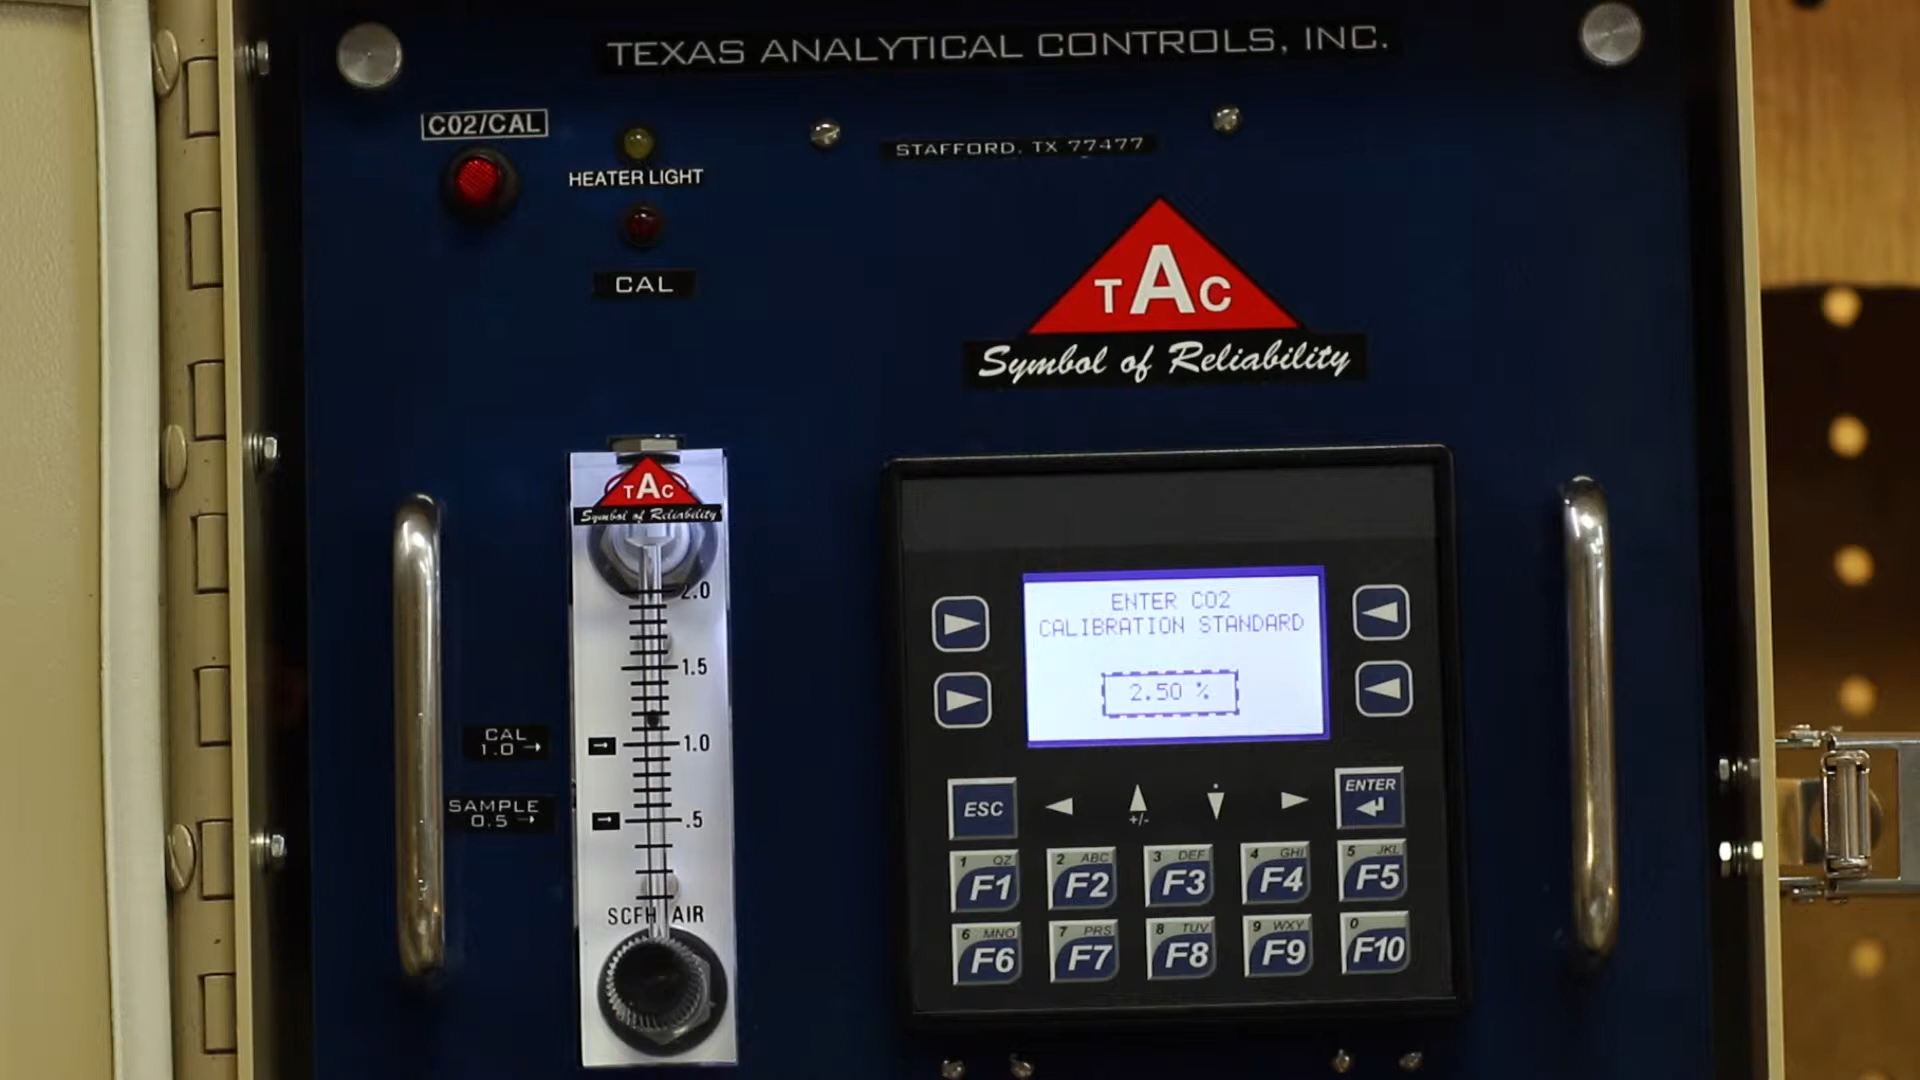 TEXAS ANALYTICAL CONTROLS, INC.
STAFFORD, TX 77477
C02/CAL
HEATER LIGHT
CAL
TAC
Symbol of Reliability
TAC
Symbol of Reliability
2.0
1.5
1.0
.5
SCFH AIR
CAL
1.0 →
SAMPLE
0.5 →
ENTER CO2
CALIBRATION STANDARD
2.50 %
ESC
+/-
ENTER
1 QZ F1
2 ABC F2
3 DEF F3
4 GHI F4
5 JKL F5
6 MNO F6
7 PRS F7
8 TUV F8
9 WXY F9
0 F10